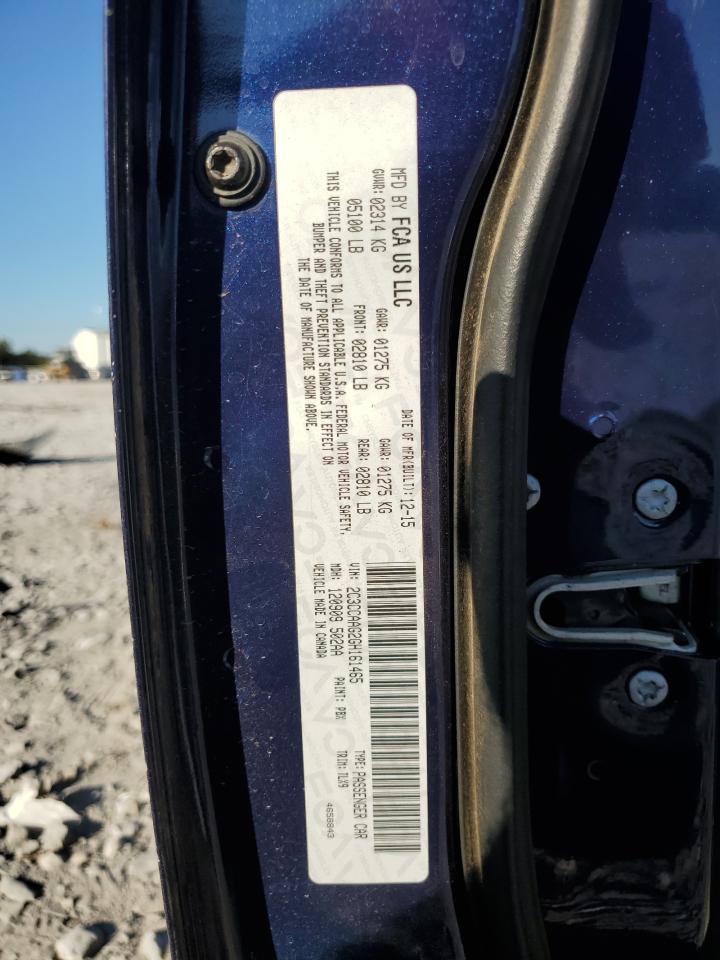 MFD BY FCA US LLC
DATE OF MFR(BUILT): 12-15
GVWR: 02314 KG
GAWR: 01275 KG
GAWR: 01275 KG
05100 LB
FRONT: 02810 LB
REAR: 02810 LB
THIS VEHICLE CONFORMS TO ALL APPLICABLE U.S.A. FEDERAL MOTOR VEHICLE SAFETY,
BUMPER AND THEFT PREVENTION STANDARDS IN EFFECT ON
THE DATE OF MANUFACTURE SHOWN ABOVE.
VIN: 2C3CCAAG2GH161465
TYPE: PASSENGER CAR
MDH: 120909 502AA
PAINT: PBX
TRIM: TLX9
VEHICLE MADE IN CANADA
4658843